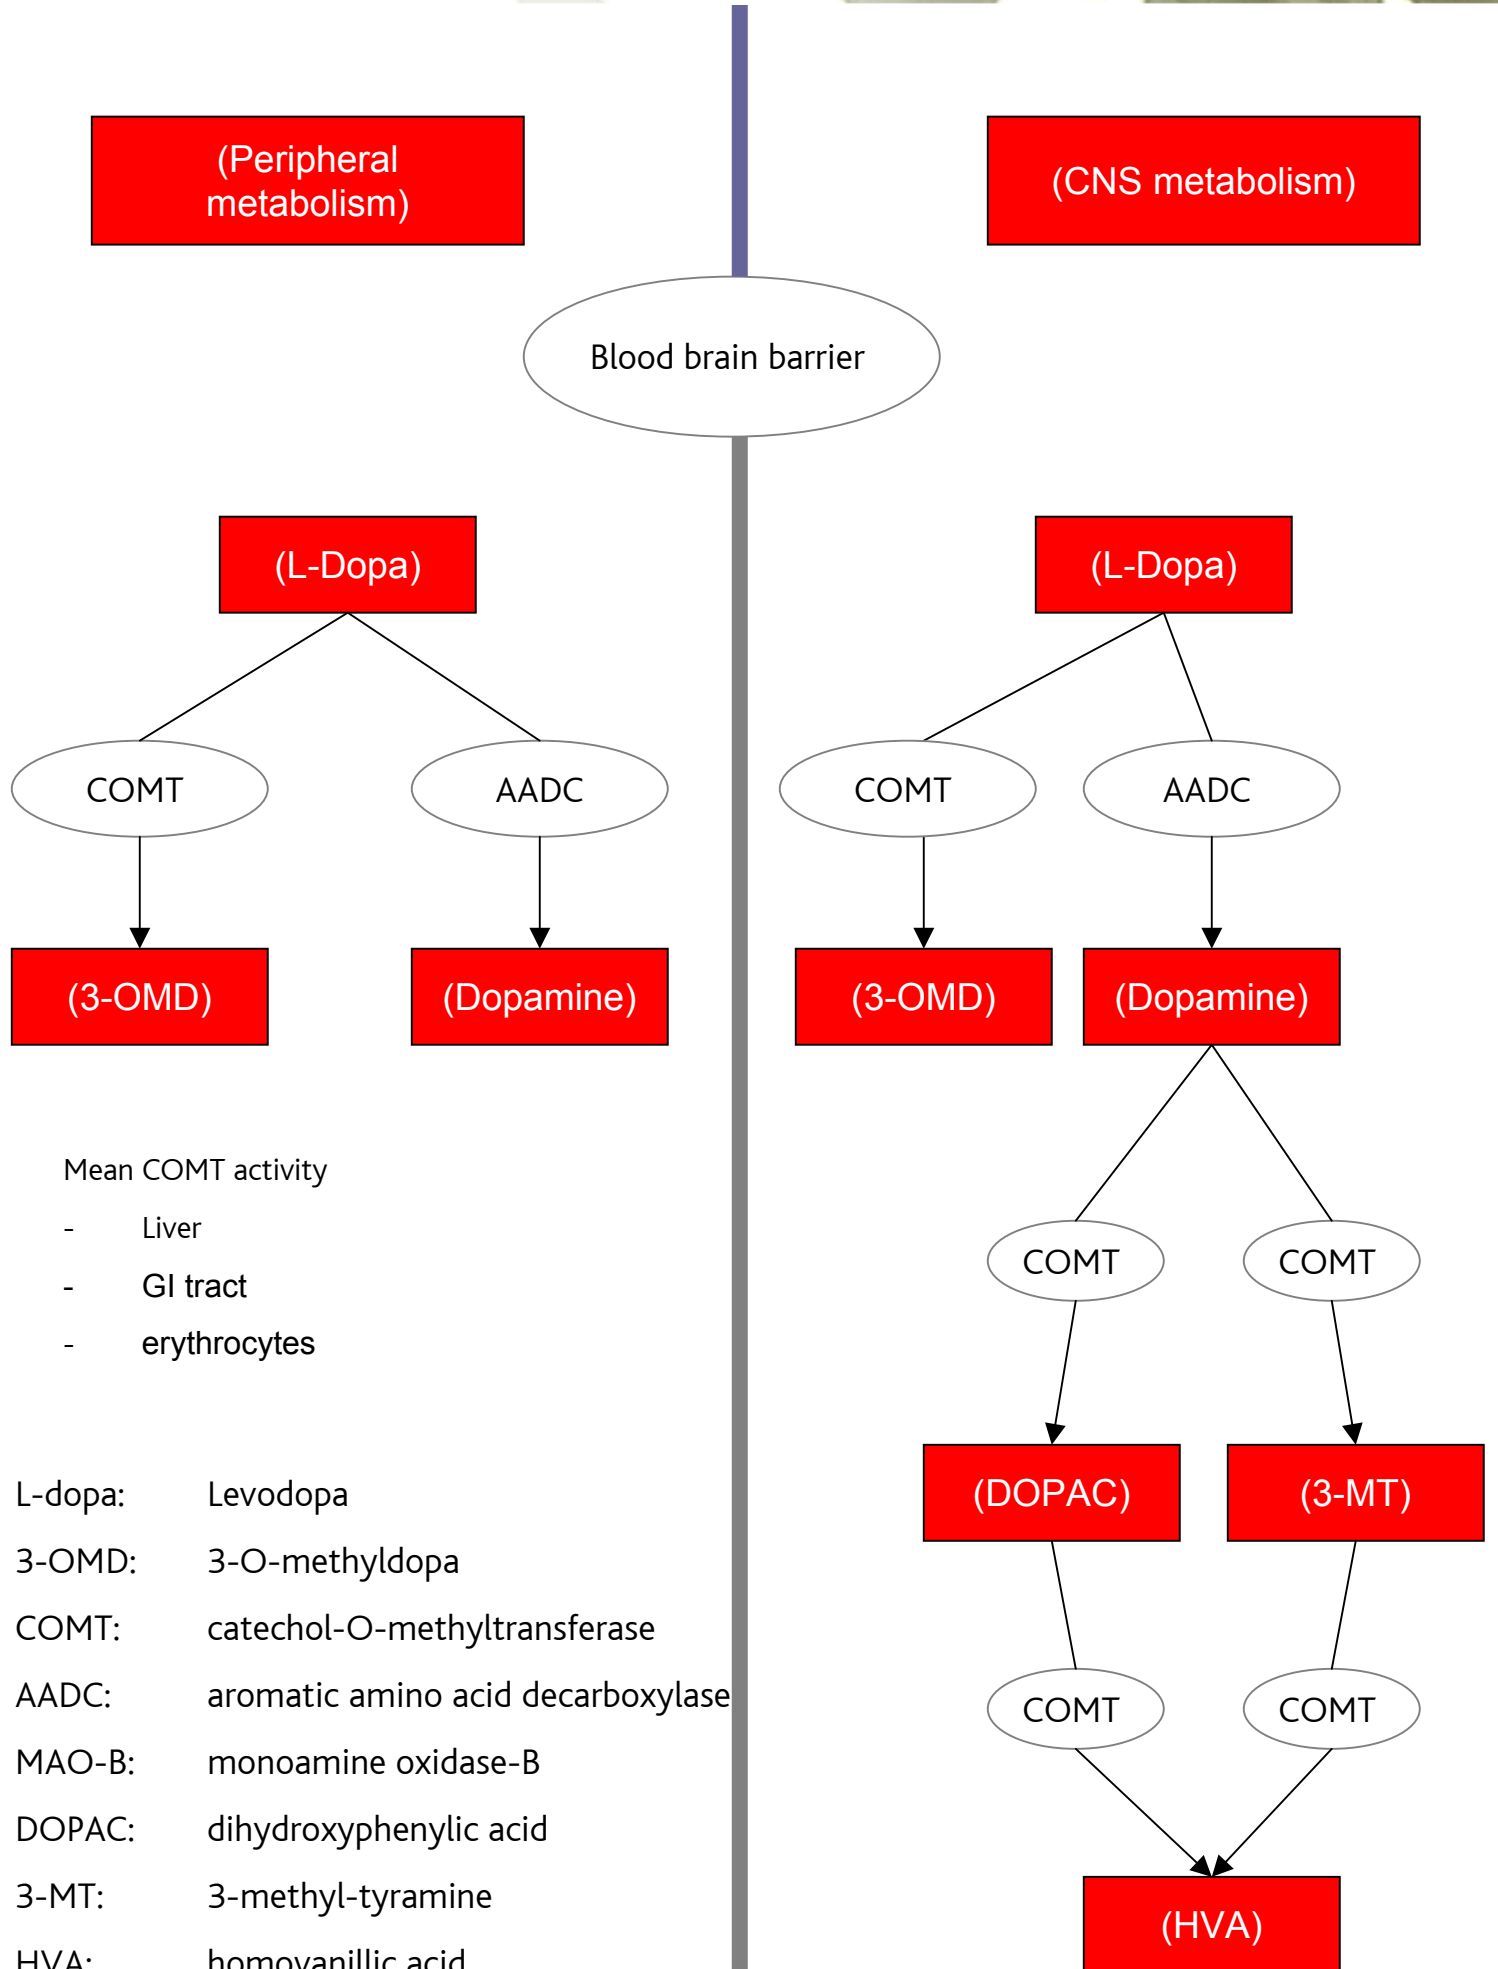 (Peripheral
metabolism)
(CNS metabolism)
Blood brain barrier
(L-Dopa)
(L-Dopa)
COMT
AADC
COMT
AADC
(3-OMD)
(Dopamine)
(3-OMD)
(Dopamine)
Mean COMT activity
- Liver
- GI tract
- erythrocytes
COMT
COMT
(DOPAC)
(3-MT)
COMT
COMT
(HVA)
L-dopa: Levodopa
3-OMD: 3-O-methyldopa
COMT: catechol-O-methyltransferase
AADC: aromatic amino acid decarboxylase
MAO-B: monoamine oxidase-B
DOPAC: dihydroxyphenylic acid
3-MT: 3-methyl-tyramine
HVA: homovanillic acid